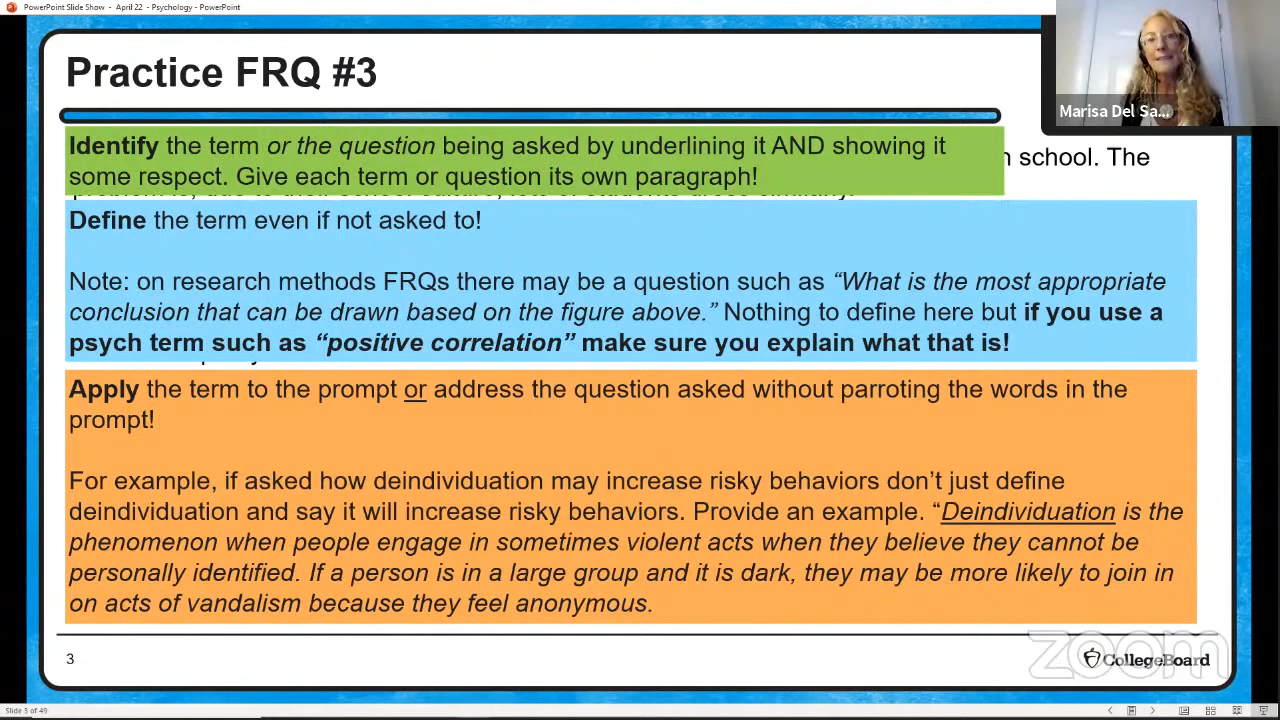 PowerPoint Slide Show - April 22 - Psychology - PowerPoint
Practice FRQ #3
Marisa Del Sa...
Identify the term or the question being asked by underlining it AND showing it
school. The
some respect. Give each term or question its own paragraph!
Define the term even if not asked to!
Note: on research methods FRQs there may be a question such as “What is the most appropriate
conclusion that can be drawn based on the figure above.” Nothing to define here but if you use a
psych term such as “positive correlation” make sure you explain what that is!
Apply the term to the prompt or address the question asked without parroting the words in the
prompt!
For example, if asked how deindividuation may increase risky behaviors don’t just define
deindividuation and say it will increase risky behaviors. Provide an example. “Deindividuation is the
phenomenon when people engage in sometimes violent acts when they believe they cannot be
personally identified. If a person is in a large group and it is dark, they may be more likely to join in
on acts of vandalism because they feel anonymous.
3
zoom
CollegeBoard
Slide 3 of 49